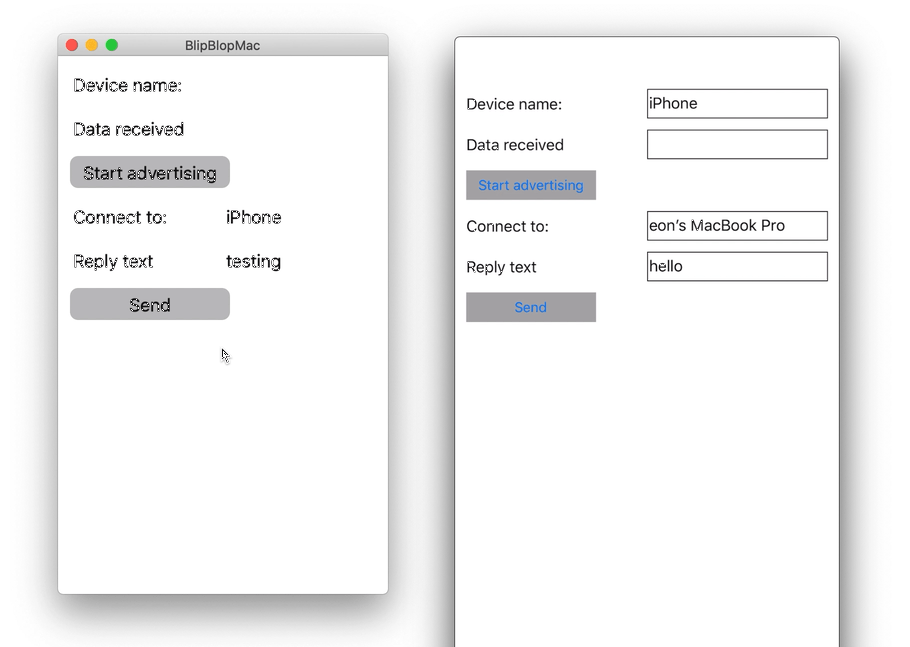 BlipBlopMac
Device name:
Data received
Start advertising
Connect to: iPhone
Reply text testing
Send
Device name: iPhone
Data received
Start advertising
Connect to: eon's MacBook Pro
Reply text hello
Send